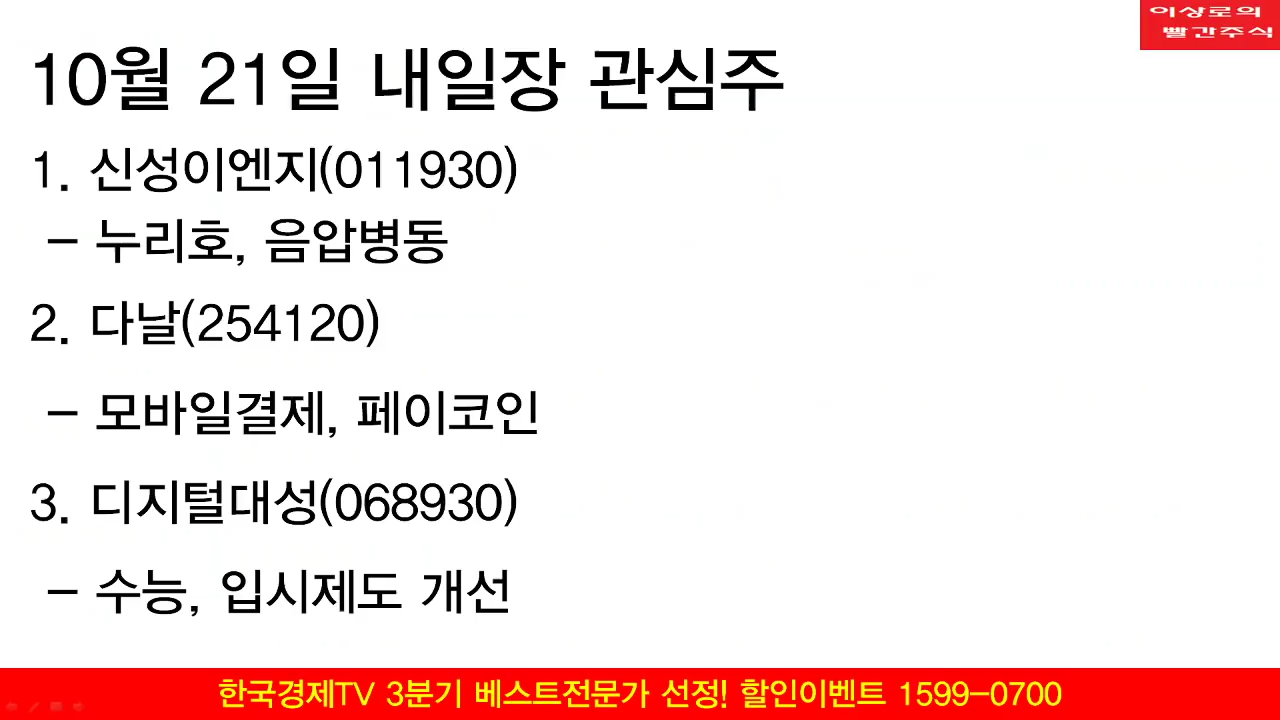 이상로의
빨간주식
10월 21일 내일장 관심주
1. 신성이엔지(011930)
- 누리호, 음압병동
2. 다날(254120)
- 모바일결제, 페이코인
3. 디지털대성(068930)
- 수능, 입시제도 개선
한국경제TV 3분기 베스트전문가 선정! 할인이벤트 1599-0700